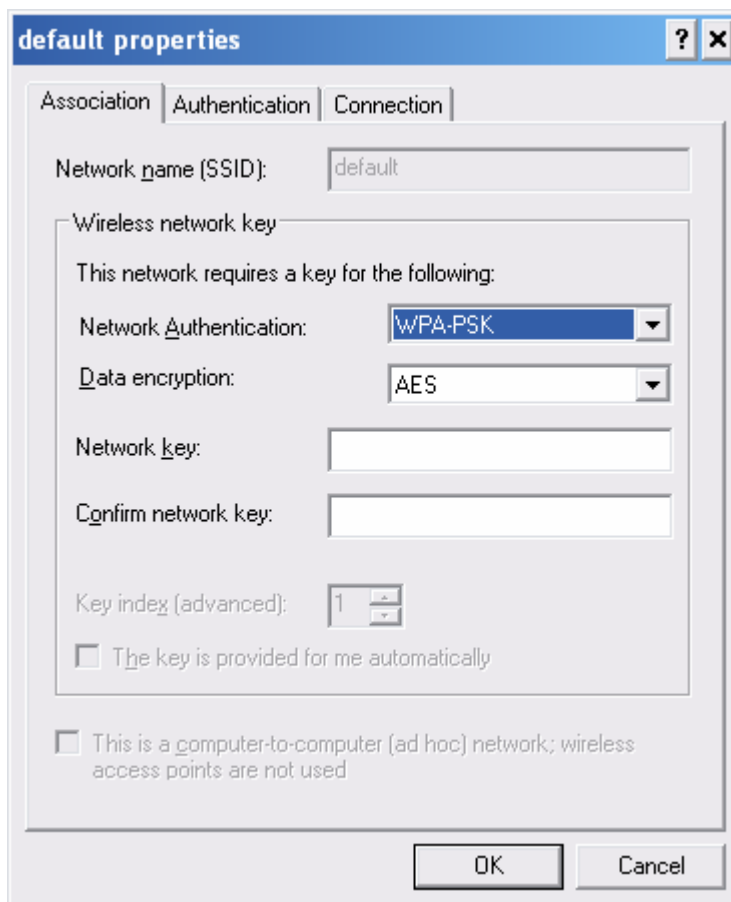 default properties
Association Authentication Connection
Network name (SSID): default
Wireless network key
This network requires a key for the following:
Network Authentication: WPA-PSK
Data encryption: AES
Network key:
Confirm network key:
Key index (advanced): 1
The key is provided for me automatically
This is a computer-to-computer (ad hoc) network; wireless
access points are not used
OK Cancel